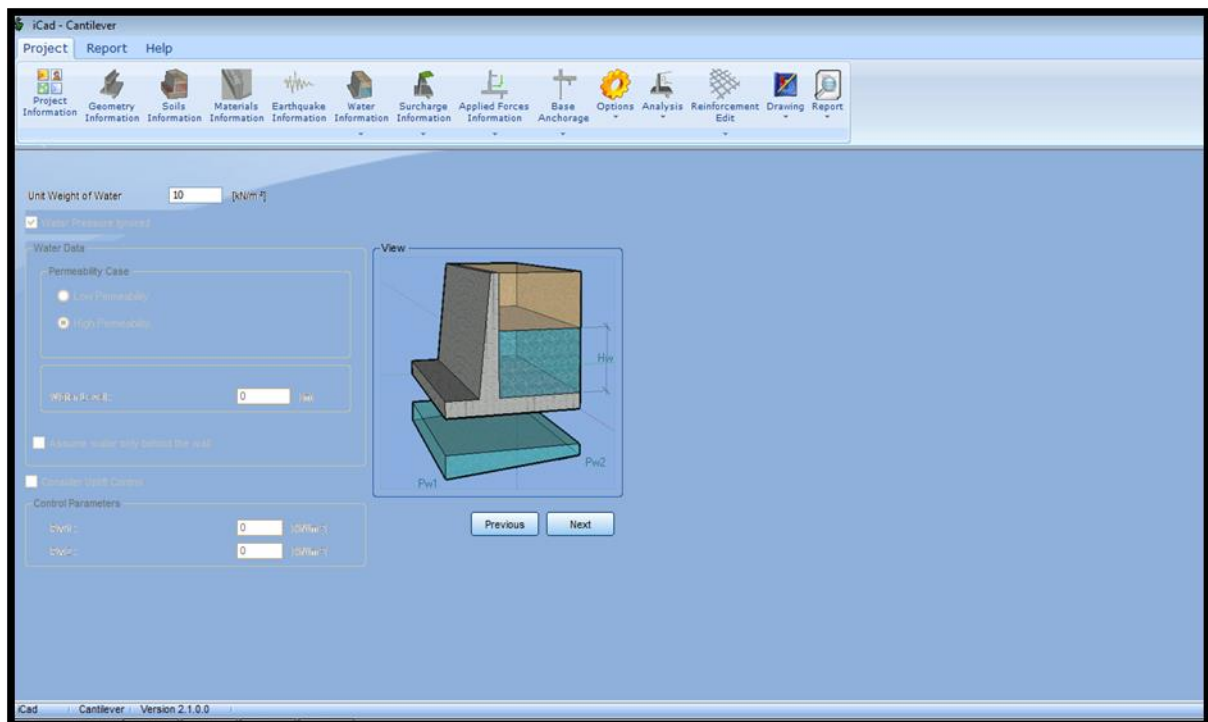 iCad - Cantilever
Project Report Help
Project Information
Geometry Information
Soils Information
Materials Information
Earthquake Information
Water Information
Surcharge Information
Applied Forces Information
Base Anchorage
Options
Analysis
Reinforcement Edit
Drawing
Report
Unit Weight of Water 10 [kN/m³]
Water Pressure Ignored
Water Data
Permeability Case
Low Permeability
High Permeability
Water Level: 0 [m]
Assume water only behind the wall
Consider Uplift Control
Control Parameters
0
0
View
Hw
Pw2
Pw1
Previous Next
iCad Cantilever Version 2.1.0.0